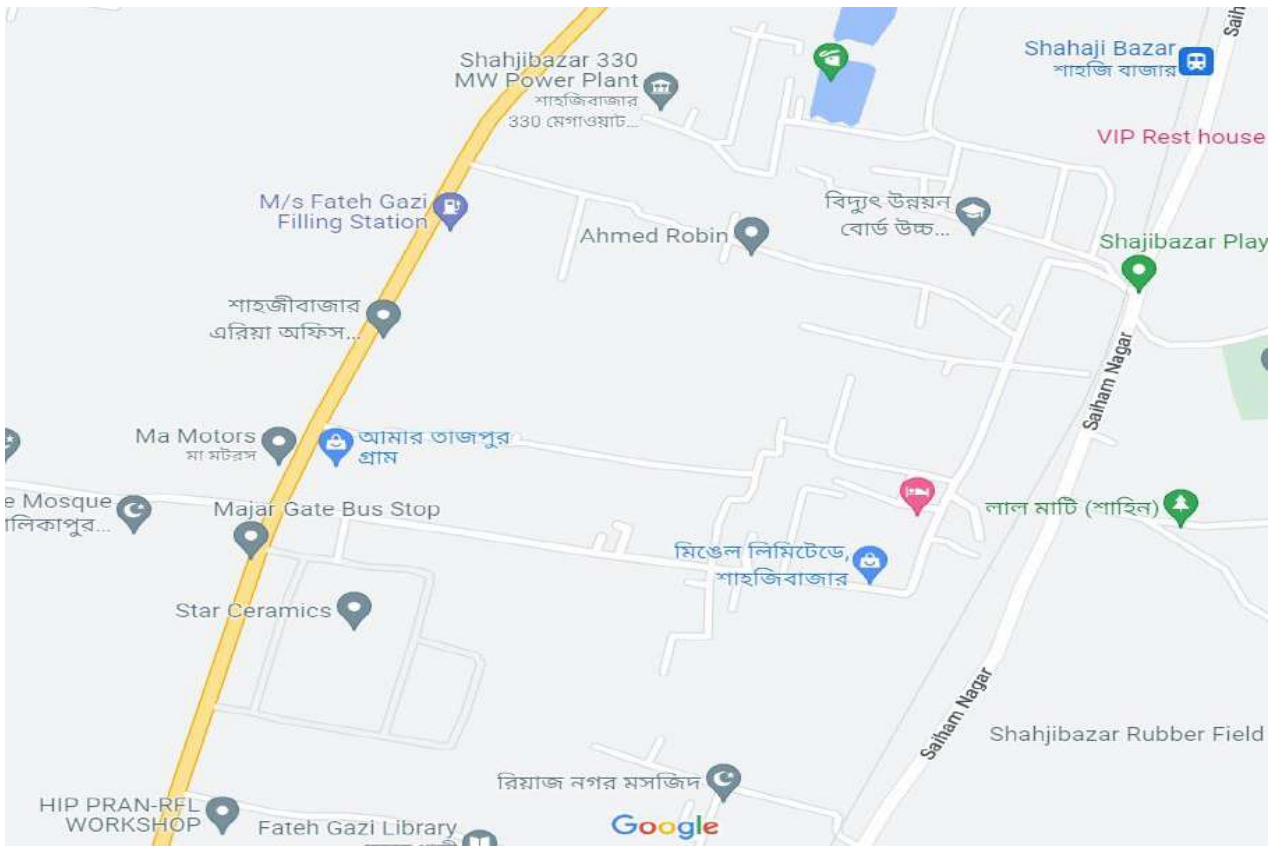 Saih
Shahjibazar 330
MW Power Plant
শাহজিবাজার
330 মেগাওয়াট...
Shahaji Bazar
শাহজি বাজার
VIP Rest house
M/s Fateh Gazi
Filling Station
বিদ্যুৎ উন্নয়ন
বোর্ড উচ্চ...
Ahmed Robin
Shajibazar Play
শাহজীবাজার
এরিয়া অফিস...
Saiham Nagar
Ma Motors
মা মটরস
আমার তাজপুর
গ্রাম
e Mosque
লিকাপুর...
Majar Gate Bus Stop
লাল মাটি (শাহিন)
মিঙেল লিমিটেডে,
শাহজিবাজার
Star Ceramics
Saiham Nagar
Shahjibazar Rubber Field
রিয়াজ নগর মসজিদ
HIP PRAN-RFL
WORKSHOP
Fateh Gazi Library
Google